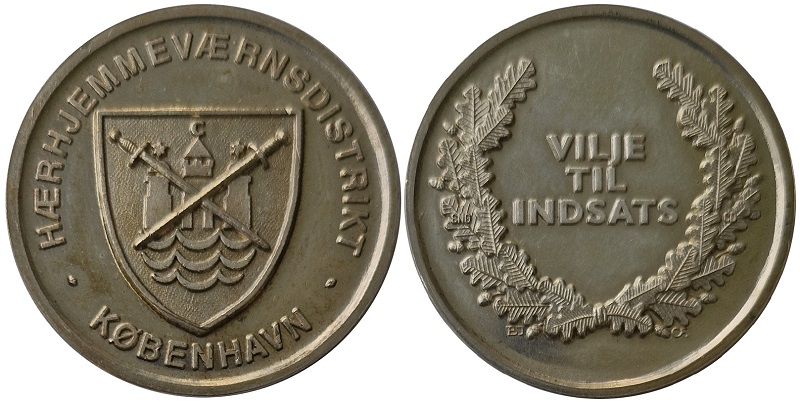 HÆRHJEMMEVÆRNSDISTRIKT
• KØBENHAVN •
VILJE
TIL
INDSATS